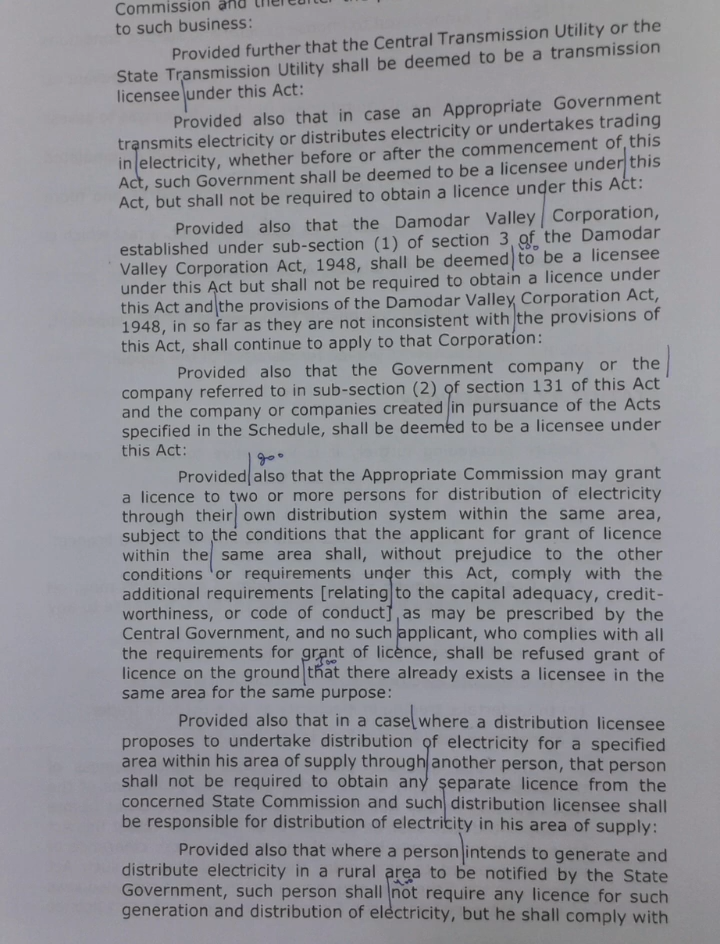 Commission and thereafter the
to such business:
Provided further that the Central Transmission Utility or the
State Transmission Utility shall be deemed to be a transmission
licensee under this Act:
Provided also that in case an Appropriate Government
transmits electricity or distributes electricity or undertakes trading
in electricity, whether before or after the commencement of this
Act, such Government shall be deemed to be a licensee under this
Act, but shall not be required to obtain a licence under this Act:
Provided also that the Damodar Valley Corporation,
established under sub-section (1) of section 3 of the Damodar
Valley Corporation Act, 1948, shall be deemed to be a licensee
under this Act but shall not be required to obtain a licence under
this Act and the provisions of the Damodar Valley Corporation Act,
1948, in so far as they are not inconsistent with the provisions of
this Act, shall continue to apply to that Corporation:
Provided also that the Government company or the
company referred to in sub-section (2) of section 131 of this Act
and the company or companies created in pursuance of the Acts
specified in the Schedule, shall be deemed to be a licensee under
this Act:
Provided also that the Appropriate Commission may grant
a licence to two or more persons for distribution of electricity
through their own distribution system within the same area,
subject to the conditions that the applicant for grant of licence
within the same area shall, without prejudice to the other
conditions or requirements under this Act, comply with the
additional requirements [relating to the capital adequacy, credit-
worthiness, or code of conduct] as may be prescribed by the
Central Government, and no such applicant, who complies with all
the requirements for grant of licence, shall be refused grant of
licence on the ground that there already exists a licensee in the
same area for the same purpose:
Provided also that in a case where a distribution licensee
proposes to undertake distribution of electricity for a specified
area within his area of supply through another person, that person
shall not be required to obtain any separate licence from the
concerned State Commission and such distribution licensee shall
be responsible for distribution of electricity in his area of supply:
Provided also that where a person intends to generate and
distribute electricity in a rural area to be notified by the State
Government, such person shall not require any licence for such
generation and distribution of electricity, but he shall comply with